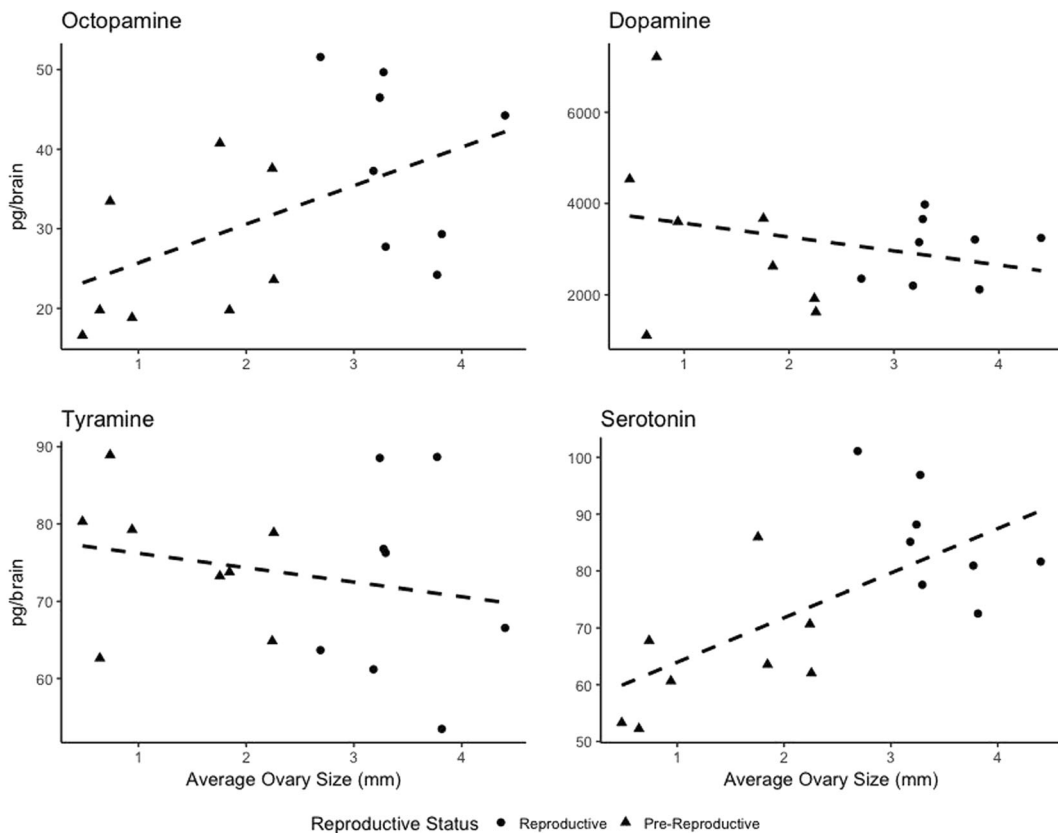 Octopamine
50
40
30
20
pg/brain
1 2 3 4
Dopamine
6000
4000
2000
1 2 3 4
Tyramine
90
80
70
60
pg/brain
1 2 3 4
Average Ovary Size (mm)
Serotonin
100
90
80
70
60
50
1 2 3 4
Average Ovary Size (mm)
Reproductive Status Reproductive Pre-Reproductive